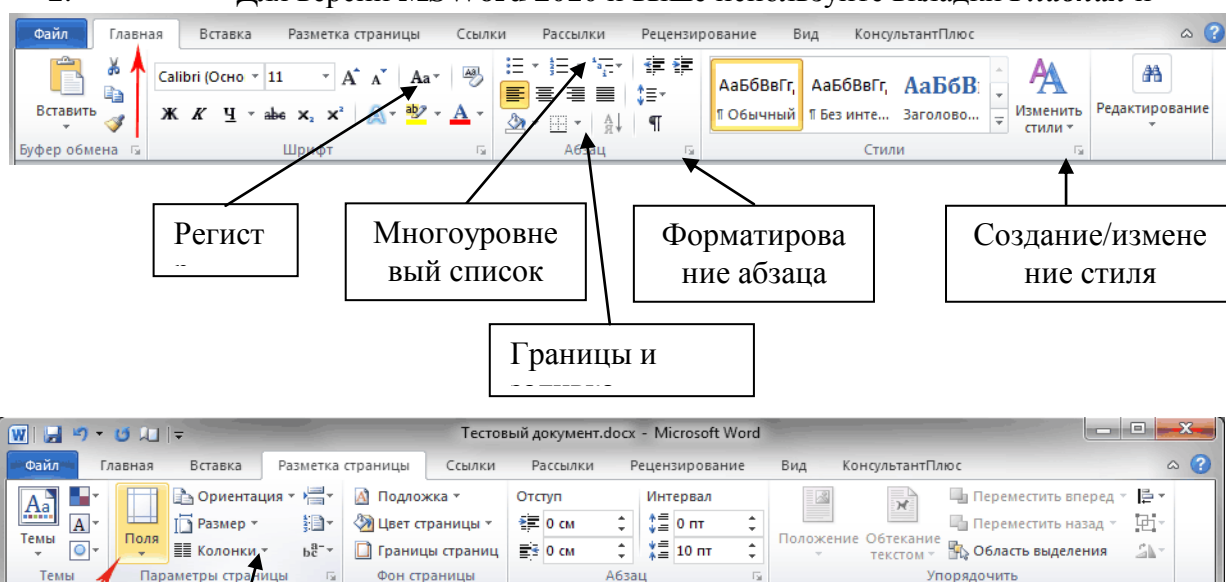 Файл Главная Вставка Разметка страницы Ссылки Рассылки Рецензирование Вид КонсультантПлюс
Calibri (Осно 11 Aa
АаБбВвГг, АаБбВвГг, АаБбВ
Вставить Ж К Ч abc x₂ x² ab A
¶ Обычный ¶ Без инте... Заголово... Изменить стили Редактирование
Буфер обмена Шрифт Абзац Стили
Регист
Многоуровне
вый список
Форматирова
ние абзаца
Создание/измене
ние стиля
Границы и
Тестовый документ.docx - Microsoft Word
Файл Главная Вставка Разметка страницы Ссылки Рассылки Рецензирование Вид КонсультантПлюс
Темы Поля Ориентация Подложка Отступ Интервал Положение Обтекание текстом Переместить вперед
Размер Цвет страницы 0 см 0 пт Переместить назад
Колонки Границы страниц 0 см 10 пт Область выделения
Темы Параметры страницы Фон страницы Абзац Упорядочить